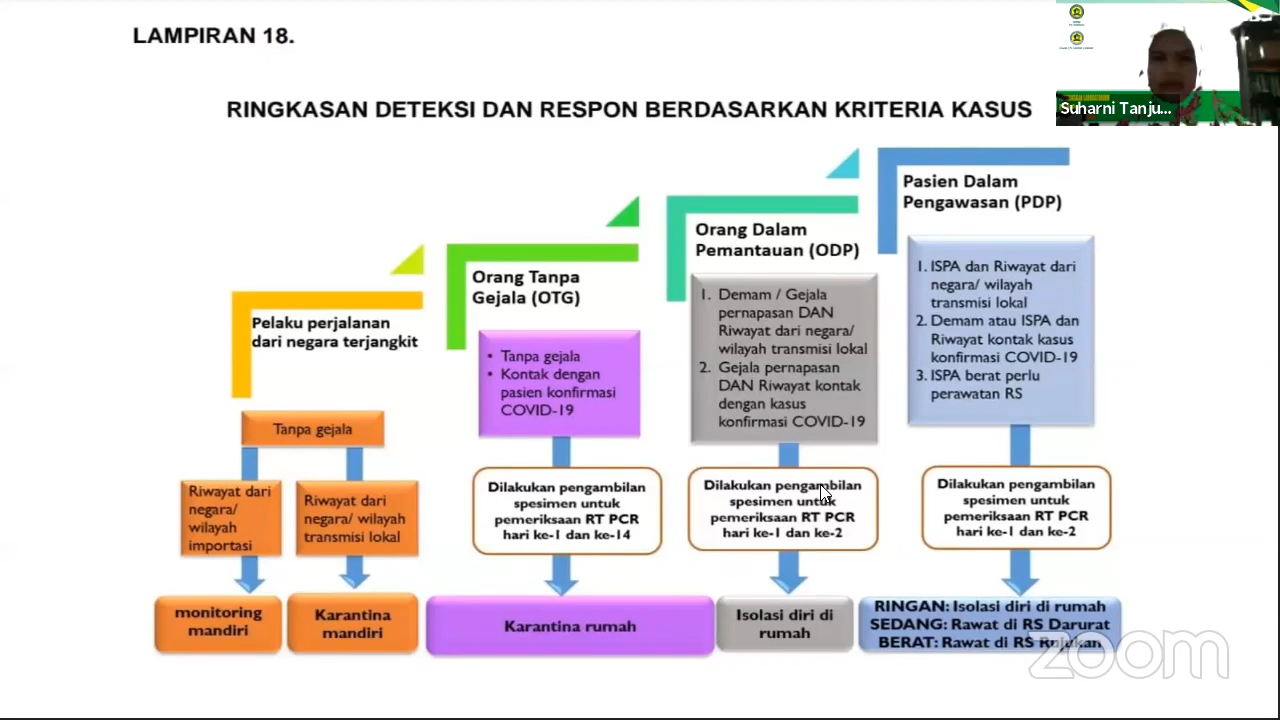 LAMPIRAN 18.
Suharni Tanju...
RINGKASAN DETEKSI DAN RESPON BERDASARKAN KRITERIA KASUS
Pelaku perjalanan
dari negara terjangkit
Tanpa gejala
Riwayat dari
negara/
wilayah
importasi
Riwayat dari
negara/ wilayah
transmisi lokal
monitoring
mandiri
Karantina
mandiri
Orang Tanpa
Gejala (OTG)
• Tanpa gejala
• Kontak dengan
pasien konfirmasi
COVID-19
Dilakukan pengambilan
spesimen untuk
pemeriksaan RT PCR
hari ke-1 dan ke-14
Karantina rumah
Orang Dalam
Pemantauan (ODP)
1. Demam / Gejala
pernapasan DAN
Riwayat dari negara/
wilayah transmisi lokal
2. Gejala pernapasan
DAN Riwayat kontak
dengan kasus
konfirmasi COVID-19
Dilakukan pengambilan
spesimen untuk
pemeriksaan RT PCR
hari ke-1 dan ke-2
Isolasi diri di
rumah
Pasien Dalam
Pengawasan (PDP)
1. ISPA dan Riwayat dari
negara/ wilayah
transmisi lokal
2. Demam atau ISPA dan
Riwayat kontak kasus
konfirmasi COVID-19
3. ISPA berat perlu
perawatan RS
Dilakukan pengambilan
spesimen untuk
pemeriksaan RT PCR
hari ke-1 dan ke-2
RINGAN: Isolasi diri di rumah
SEDANG: Rawat di RS Darurat
BERAT: Rawat di RS Rujukan
zoom